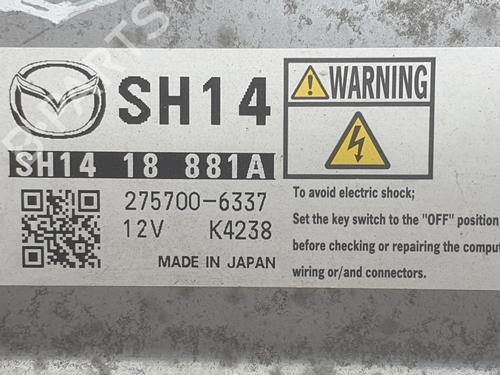 SH14
SH14 18 881A
275700-6337
12V K4238
MADE IN JAPAN
WARNING
To avoid electric shock;
Set the key switch to the "OFF" position
before checking or repairing the comput
wiring or/and connectors.